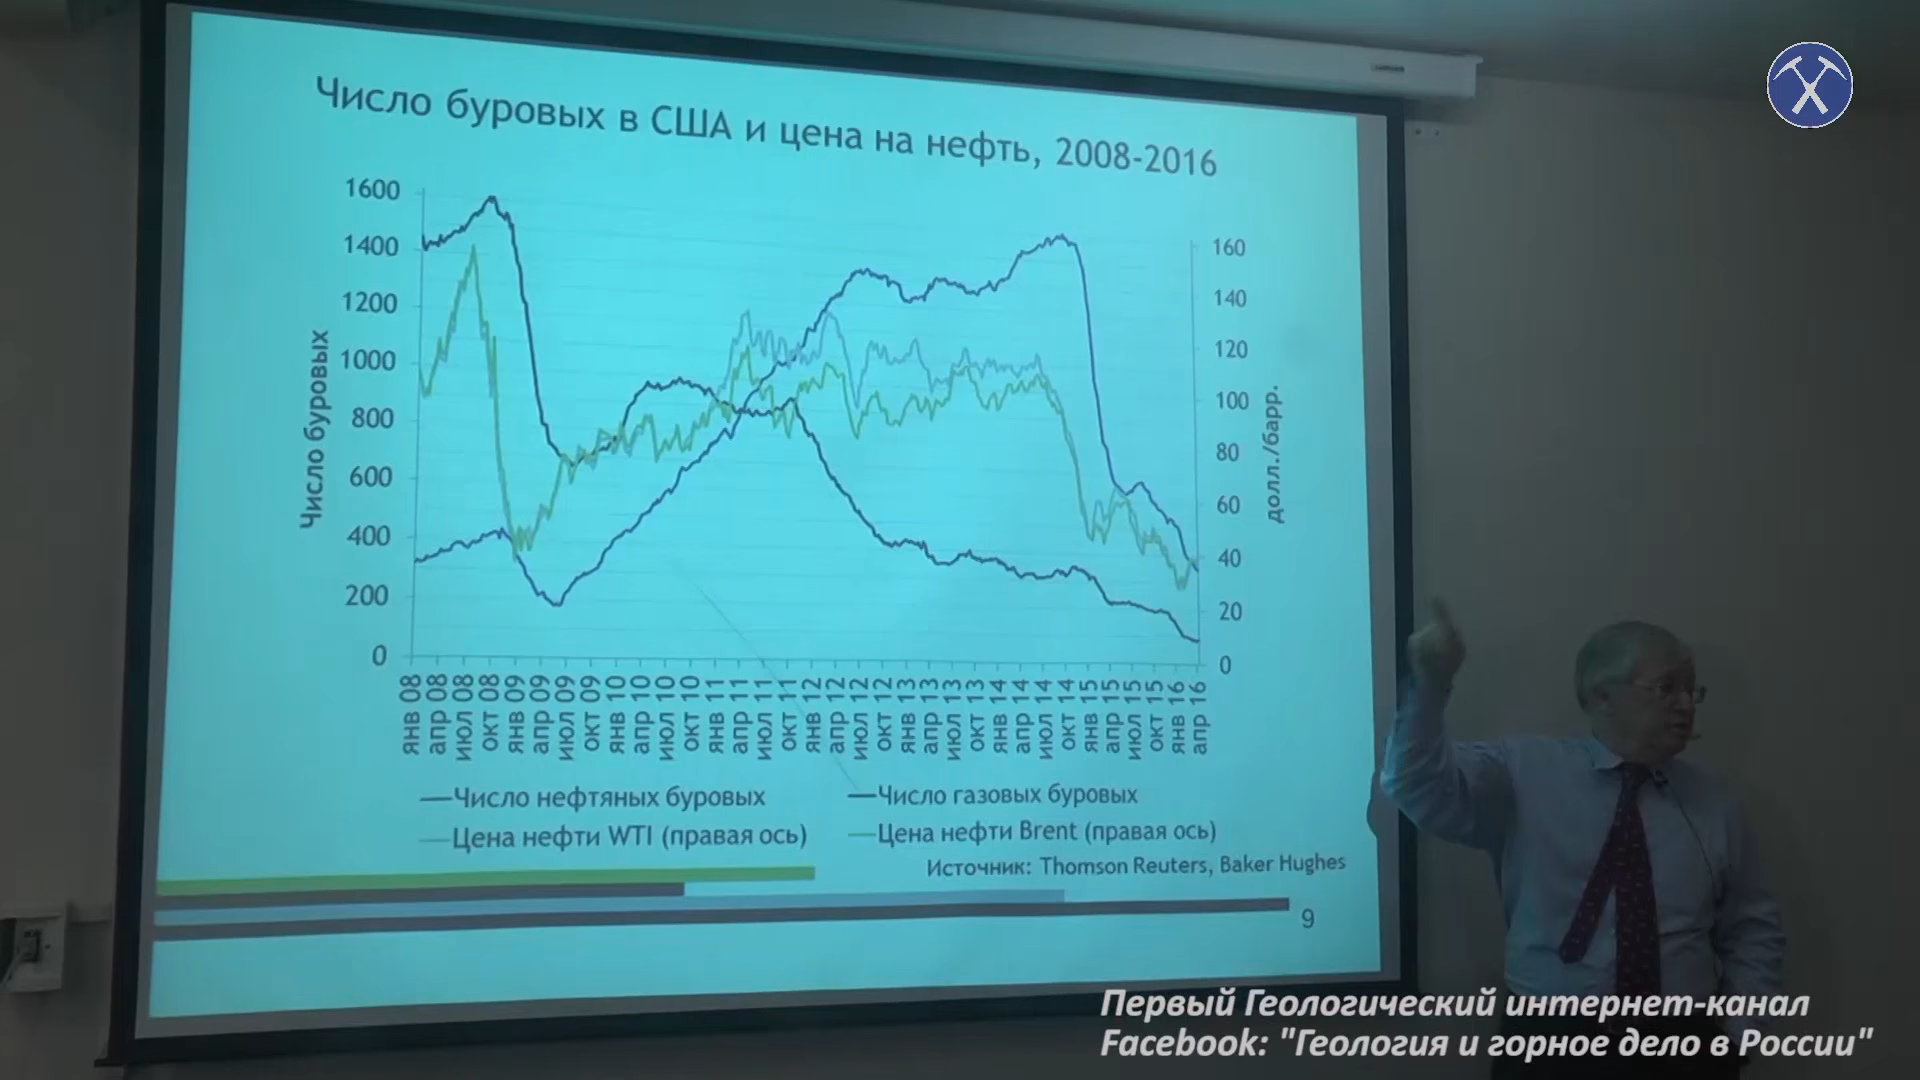 Число буровых в США и цена на нефть, 2008-2016
1600
1400
1200
1000
800
600
400
200
0
Число буровых
160
140
120
100
80
60
40
20
0
долл./барр.
янв 08
апр 08
июл 08
окт 08
янв 09
апр 09
июл 09
окт 09
янв 10
апр 10
июл 10
окт 10
янв 11
апр 11
июл 11
окт 11
янв 12
апр 12
июл 12
окт 12
янв 13
апр 13
июл 13
окт 13
янв 14
апр 14
июл 14
окт 14
янв 15
апр 15
июл 15
окт 15
янв 16
апр 16
Число нефтяных буровых
Число газовых буровых
Цена нефти WTI (правая ось)
Цена нефти Brent (правая ось)
Источник: Thomson Reuters, Baker Hughes
9
Первый Геологический интернет-канал
Facebook: "Геология и горное дело в России"